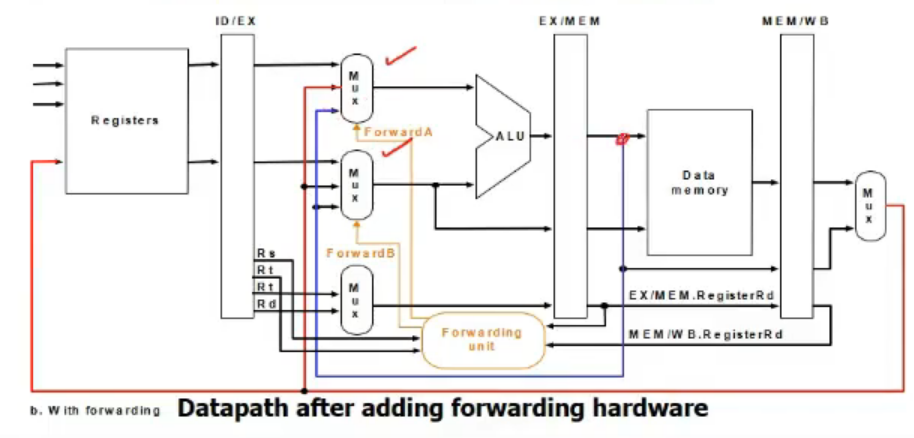 ID/EX
EX/MEM
MEM/WB
Registers
Mux
ForwardA
ALU
Mux
Data
memory
Mux
ForwardB
Rs
Rt
Rt
Rd
Mux
EX/MEM.RegisterRd
Forwarding
unit
MEM/WB.RegisterRd
b. With forwarding Datapath after adding forwarding hardware